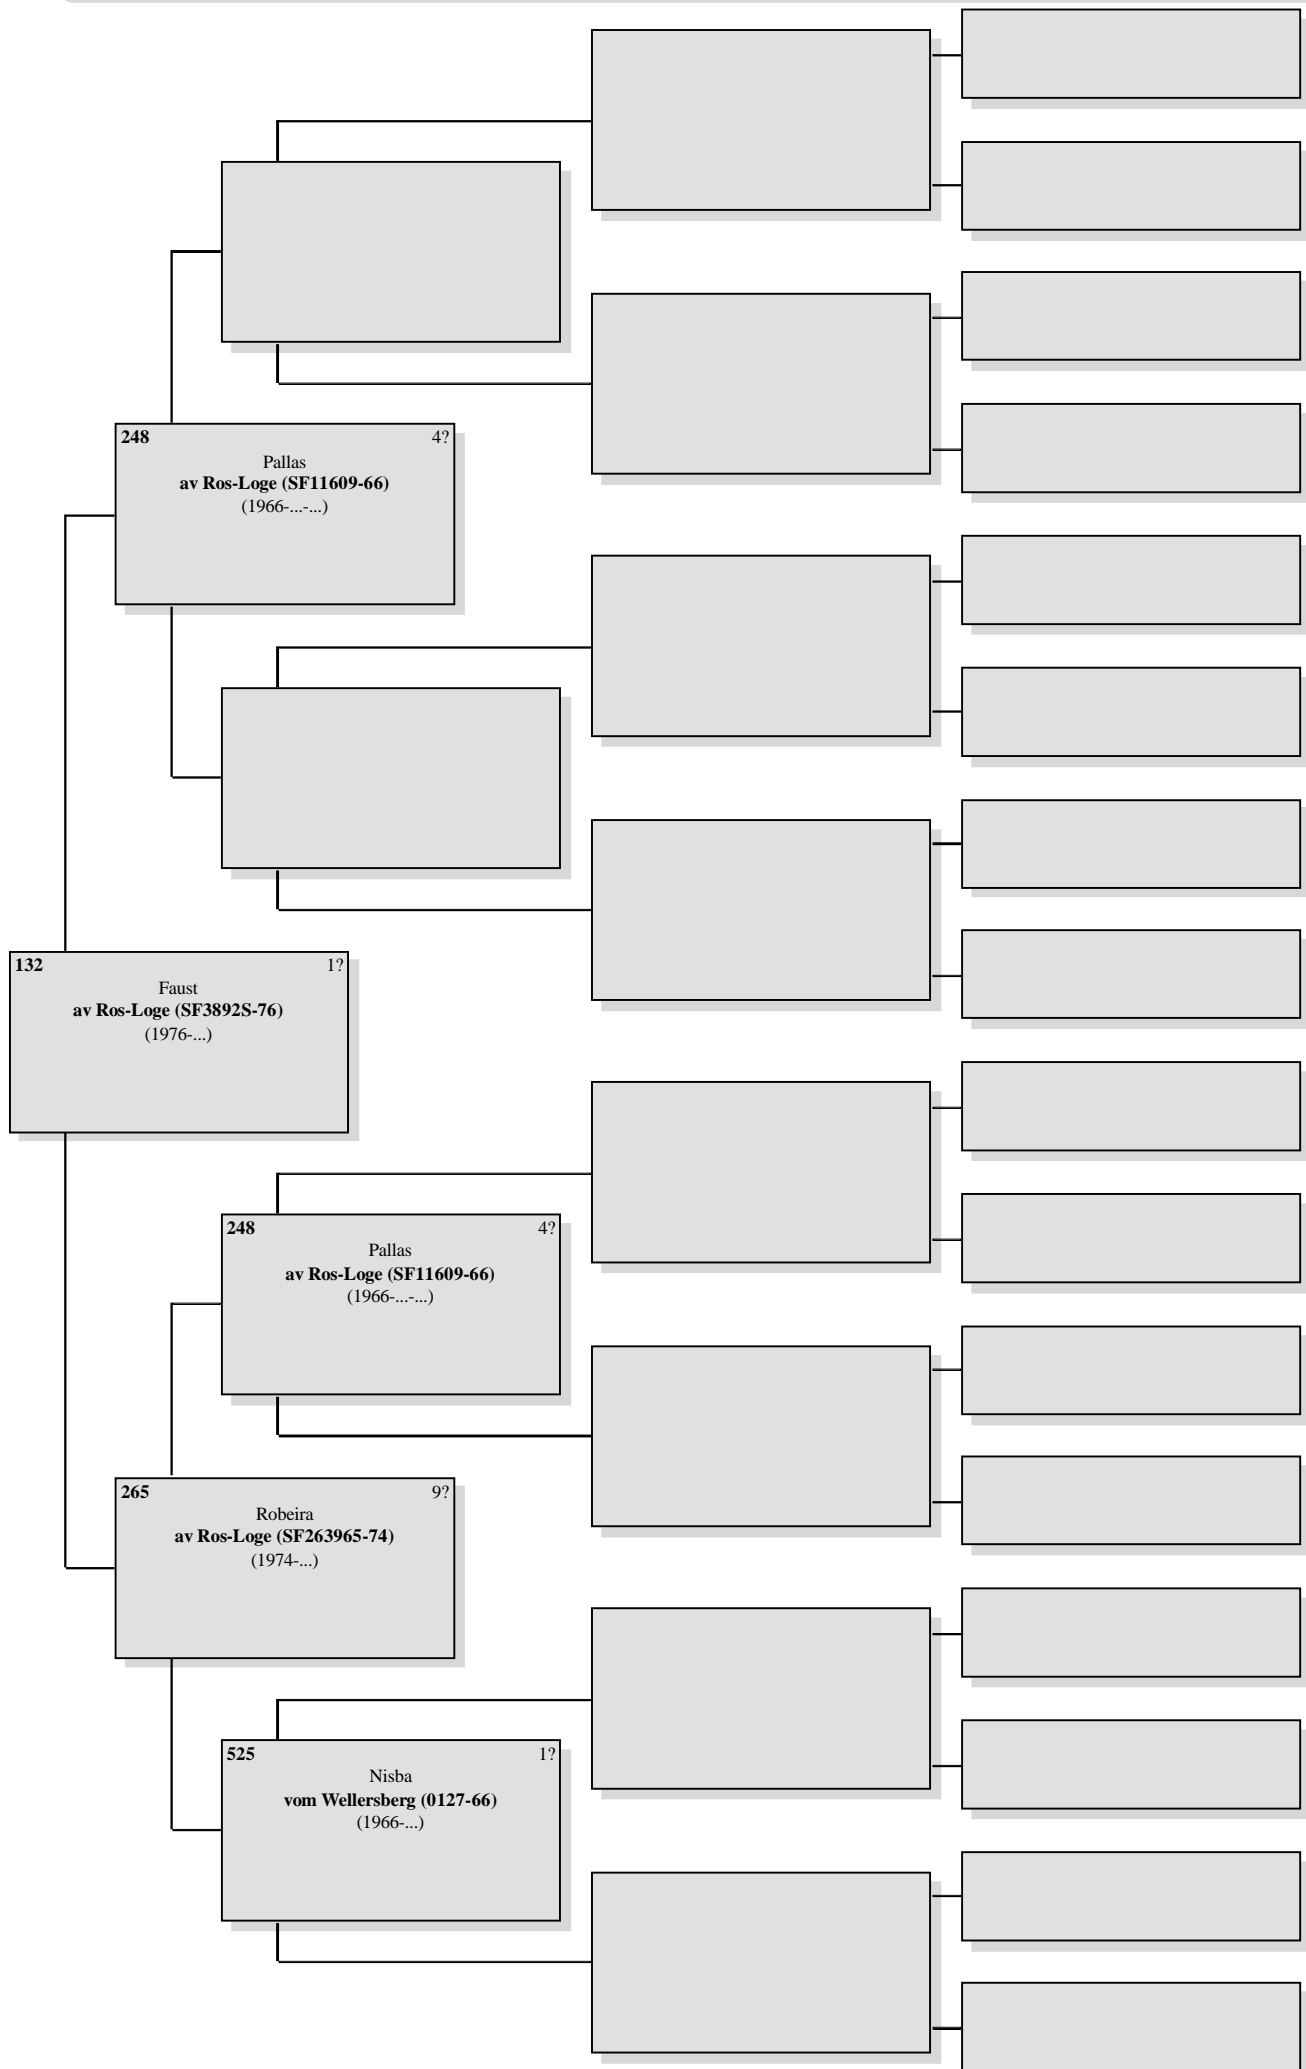 248 4?
Pallas
av Ros-Loge (SF11609-66)
(1966-...-...)
132 1?
Faust
av Ros-Loge (SF3892S-76)
(1976-...)
248 4?
Pallas
av Ros-Loge (SF11609-66)
(1966-...-...)
265 9?
Robeira
av Ros-Loge (SF263965-74)
(1974-...)
525 1?
Nisba
vom Wellersberg (0127-66)
(1966-...)